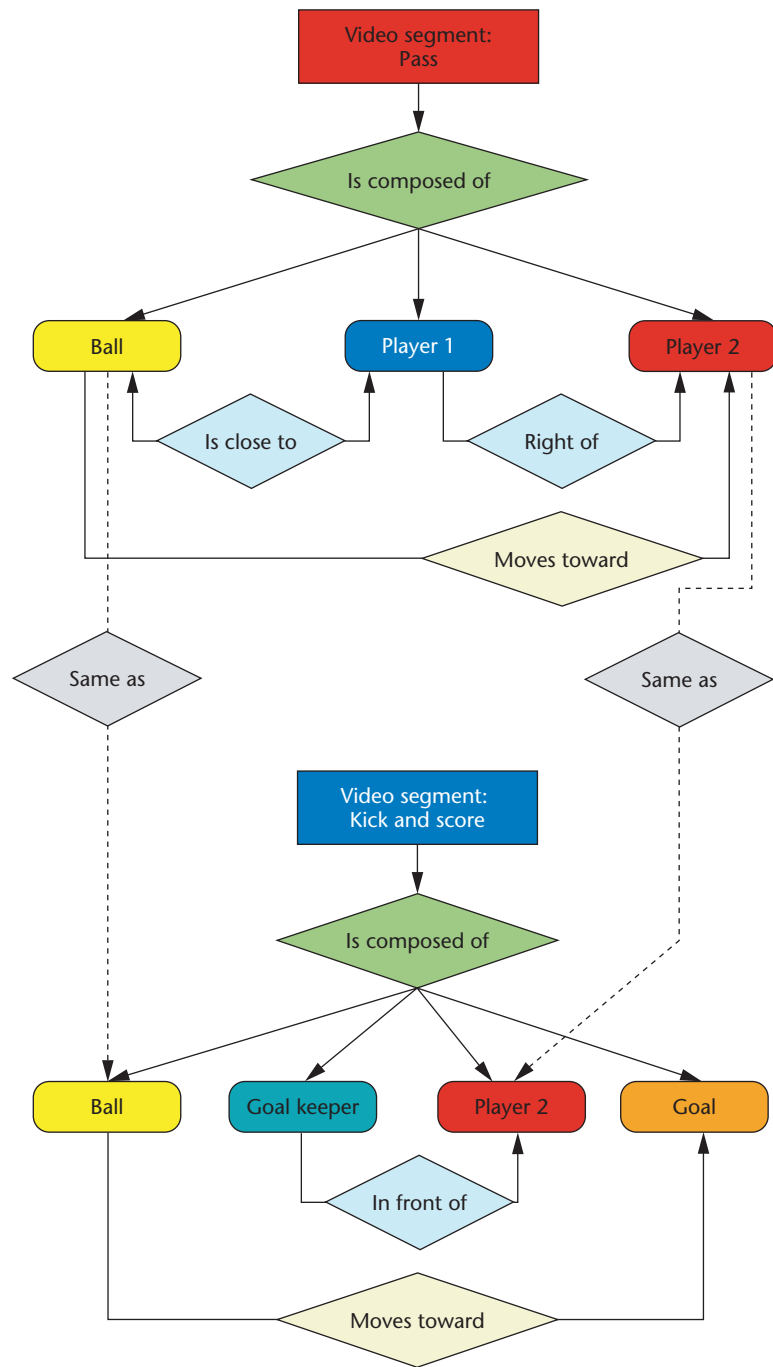 Video segment:
Pass
Is composed of
Ball
Player 1
Player 2
Is close to
Right of
Moves toward
Same as
Same as
Video segment:
Kick and score
Is composed of
Ball
Goal keeper
Player 2
Goal
In front of
Moves toward